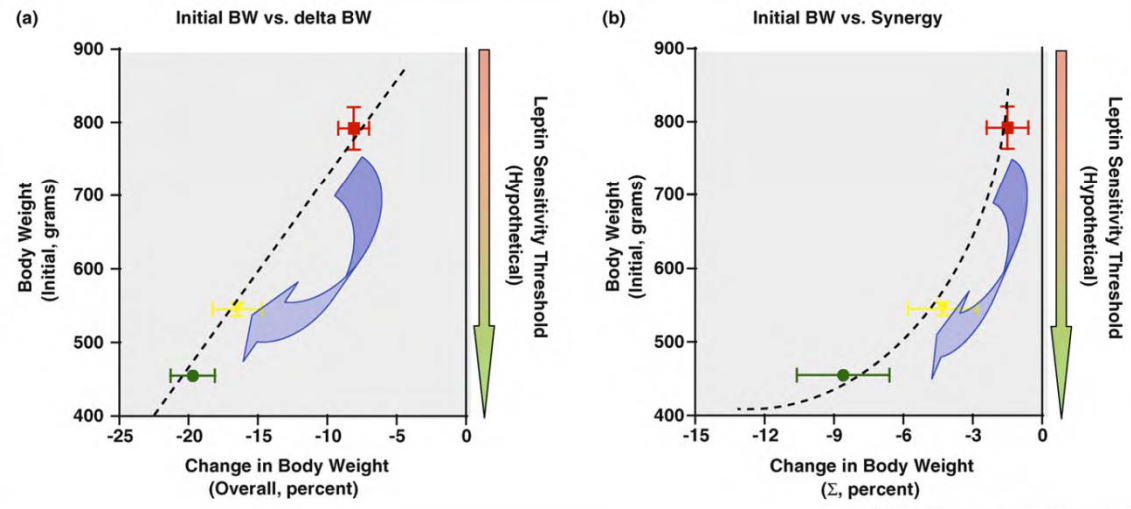 (a)
Initial BW vs. delta BW
900
800
700
600
500
400
Body Weight
(Initial, grams)
-25
-20
-15
-10
-5
0
Change in Body Weight
(Overall, percent)
Leptin Sensitivity Threshold
(Hypothetical)
(b)
Initial BW vs. Synergy
900
800
700
600
500
400
Body Weight
(Initial, grams)
-15
-12
-9
-6
-3
0
Change in Body Weight
(Σ, percent)
Leptin Sensitivity Threshold
(Hypothetical)